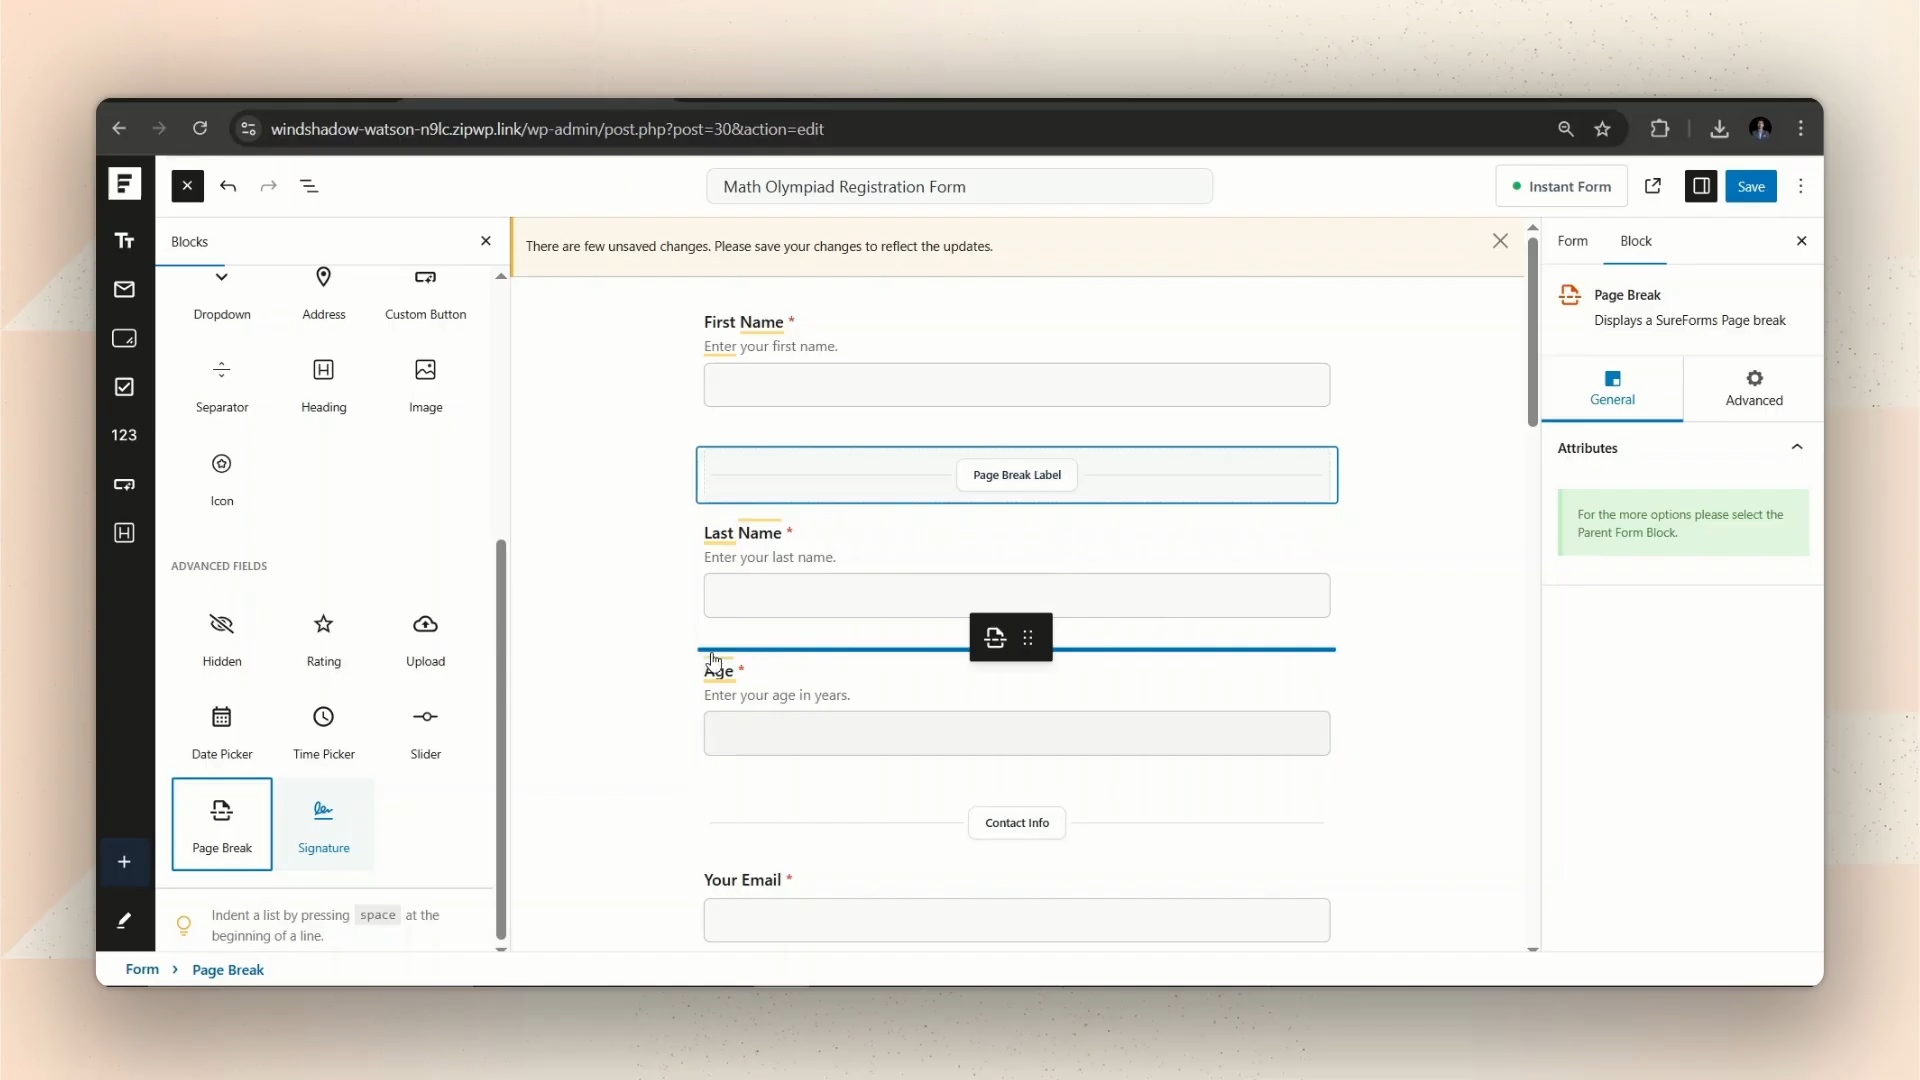 windshadow-watson-n9lc.zipwp.link/wp-admin/post.php?post=30&action=edit
Math Olympiad Registration Form
Instant Form
Save
Tт
123
Blocks
Dropdown
Address
Custom Button
Separator
Heading
Image
Icon
ADVANCED FIELDS
Hidden
Rating
Upload
Date Picker
Time Picker
Slider
Page Break
Signature
Indent a list by pressing space at the
beginning of a line.
There are few unsaved changes. Please save your changes to reflect the updates.
First Name *
Enter your first name.
Page Break Label
Last Name *
Enter your last name.
Age *
Enter your age in years.
Contact Info
Your Email *
Form
Block
Page Break
Displays a SureForms Page break
General
Advanced
Attributes
For the more options please select the
Parent Form Block.
Form > Page Break